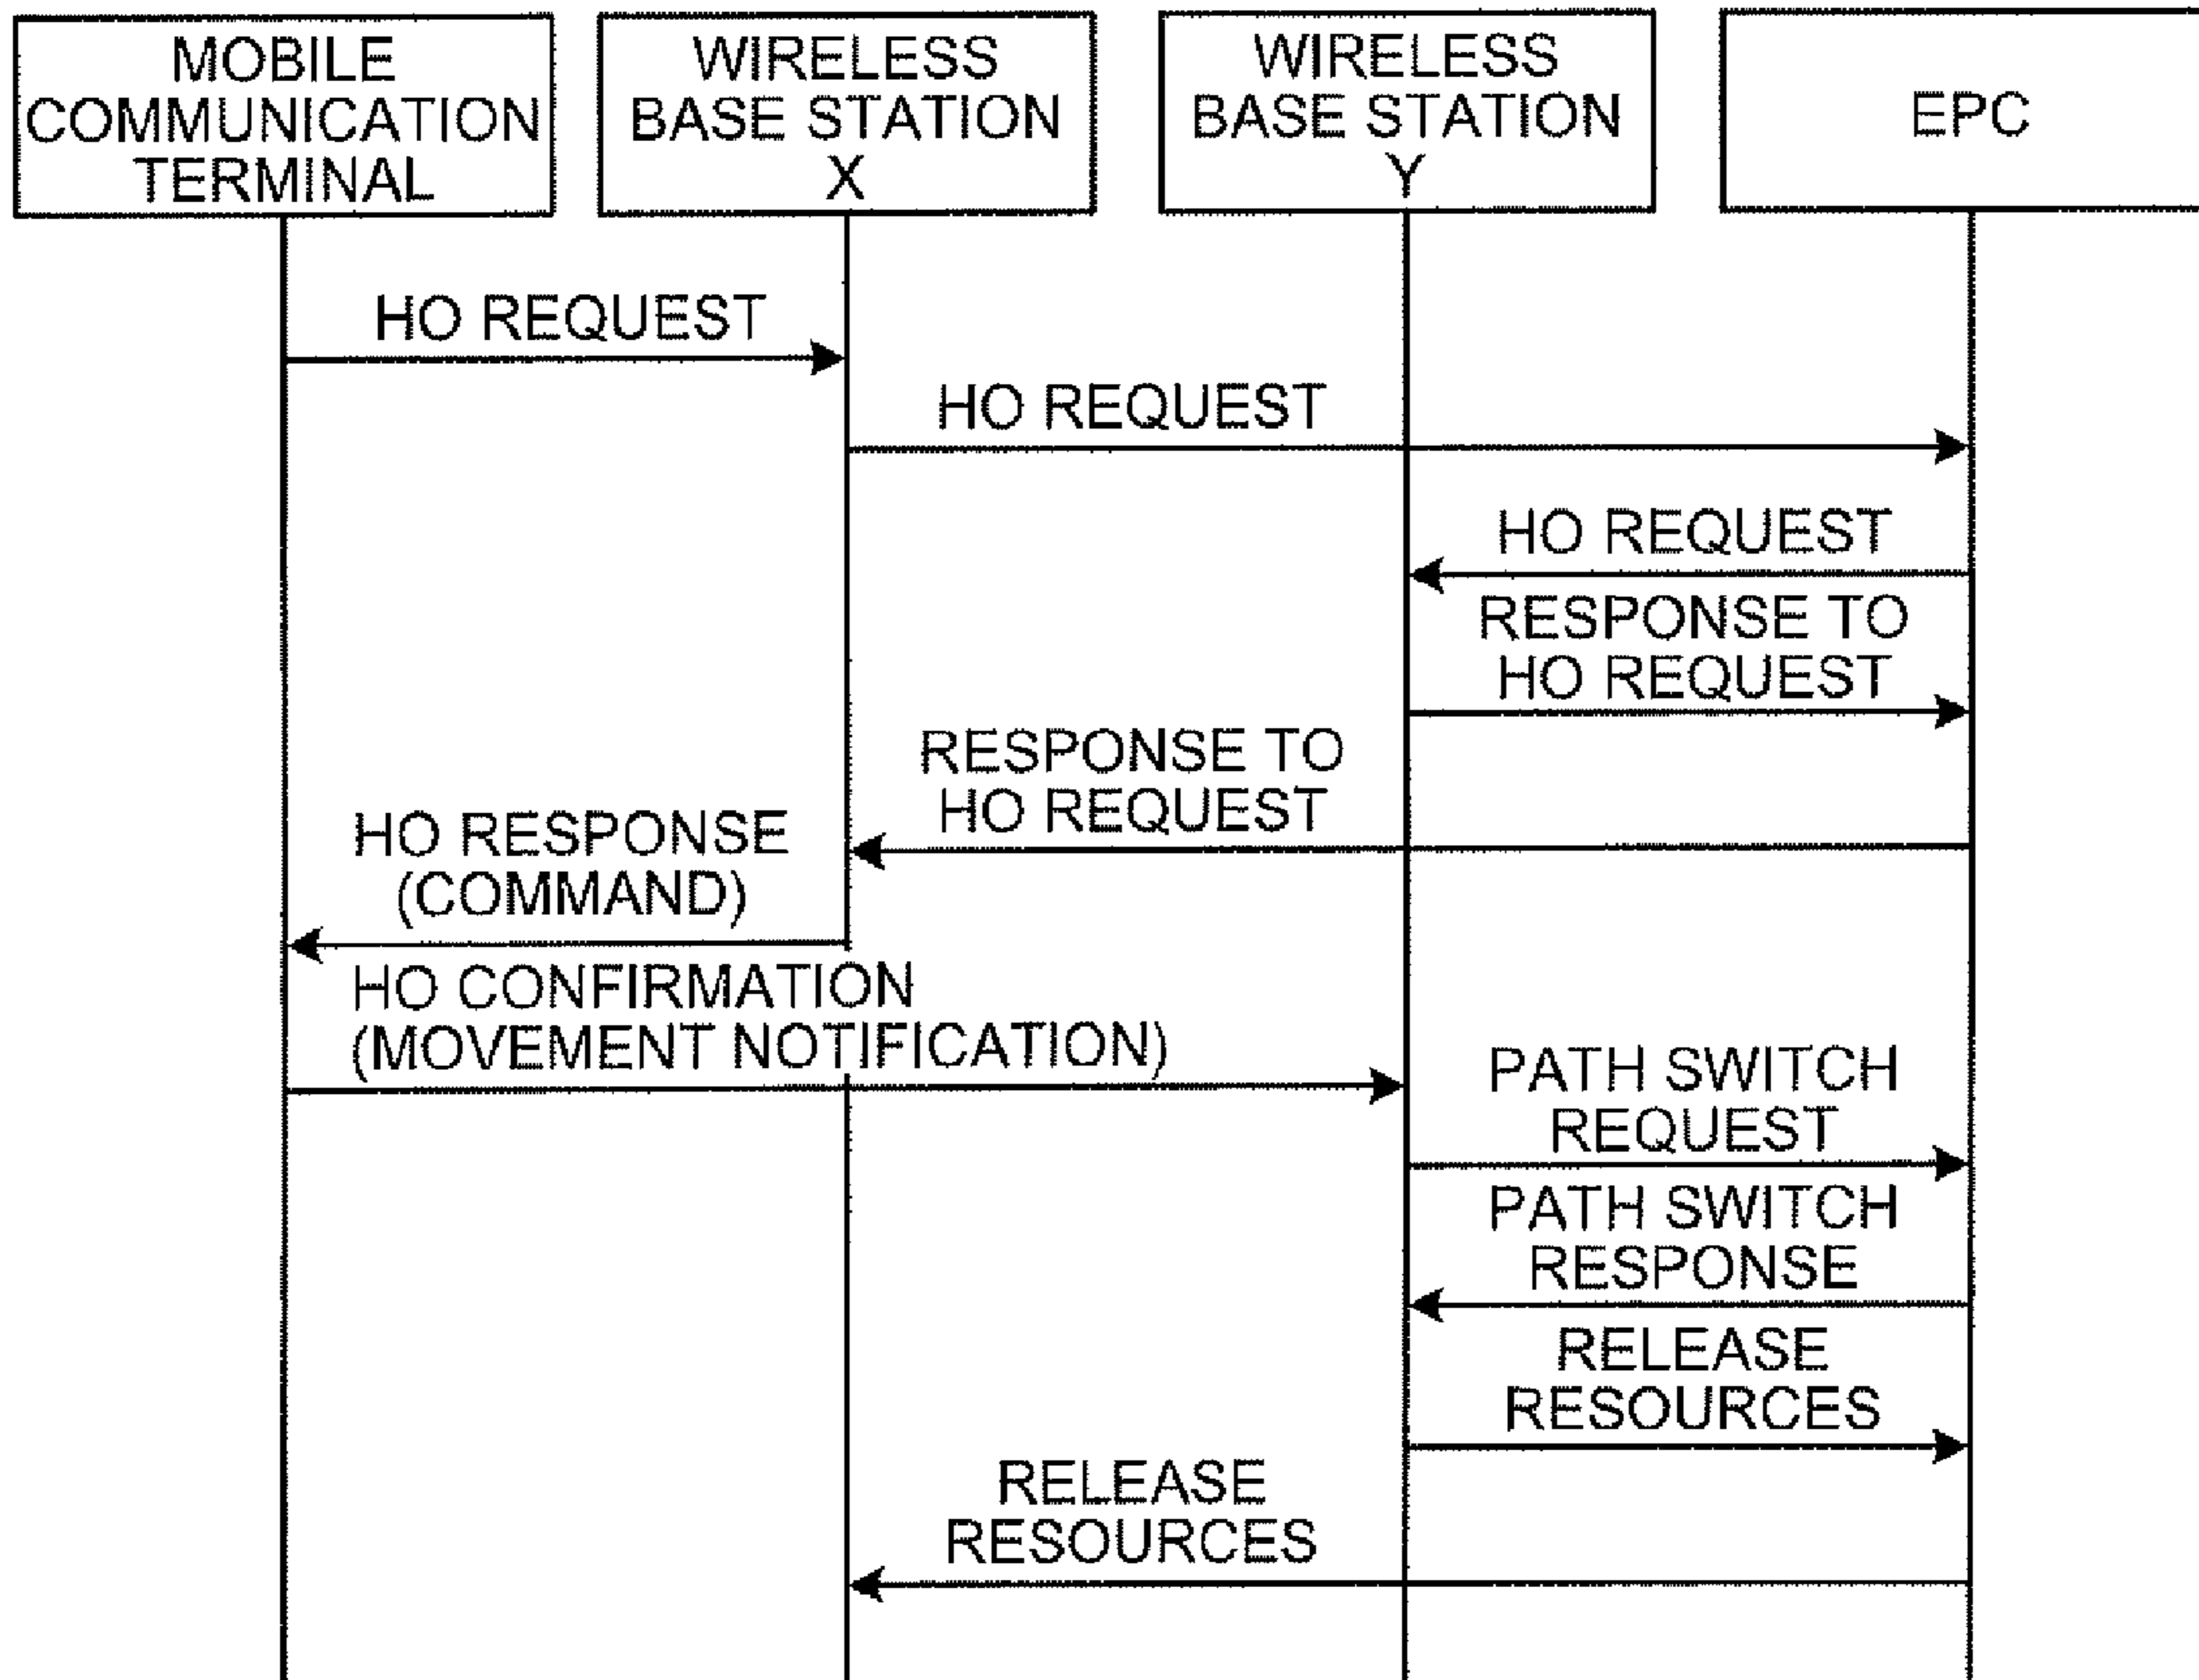 MOBILE
COMMUNICATION
TERMINAL
WIRELESS
BASE STATION
X
WIRELESS
BASE STATION
Y
EPC
HO REQUEST
HO REQUEST
HO REQUEST
RESPONSE TO
HO REQUEST
RESPONSE TO
HO REQUEST
HO RESPONSE
(COMMAND)
HO CONFIRMATION
(MOVEMENT NOTIFICATION)
PATH SWITCH
REQUEST
PATH SWITCH
RESPONSE
RELEASE
RESOURCES
RELEASE
RESOURCES